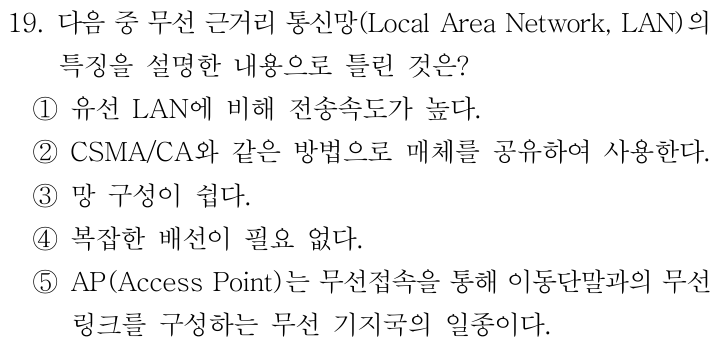 19. 다음 중 무선 근거리 통신망(Local Area Network, LAN)의
특징을 설명한 내용으로 틀린 것은?
① 유선 LAN에 비해 전송속도가 높다.
② CSMA/CA와 같은 방법으로 매체를 공유하여 사용한다.
③ 망 구성이 쉽다.
④ 복잡한 배선이 필요 없다.
⑤ AP(Access Point)는 무선접속을 통해 이동단말과의 무선
링크를 구성하는 무선 기지국의 일종이다.